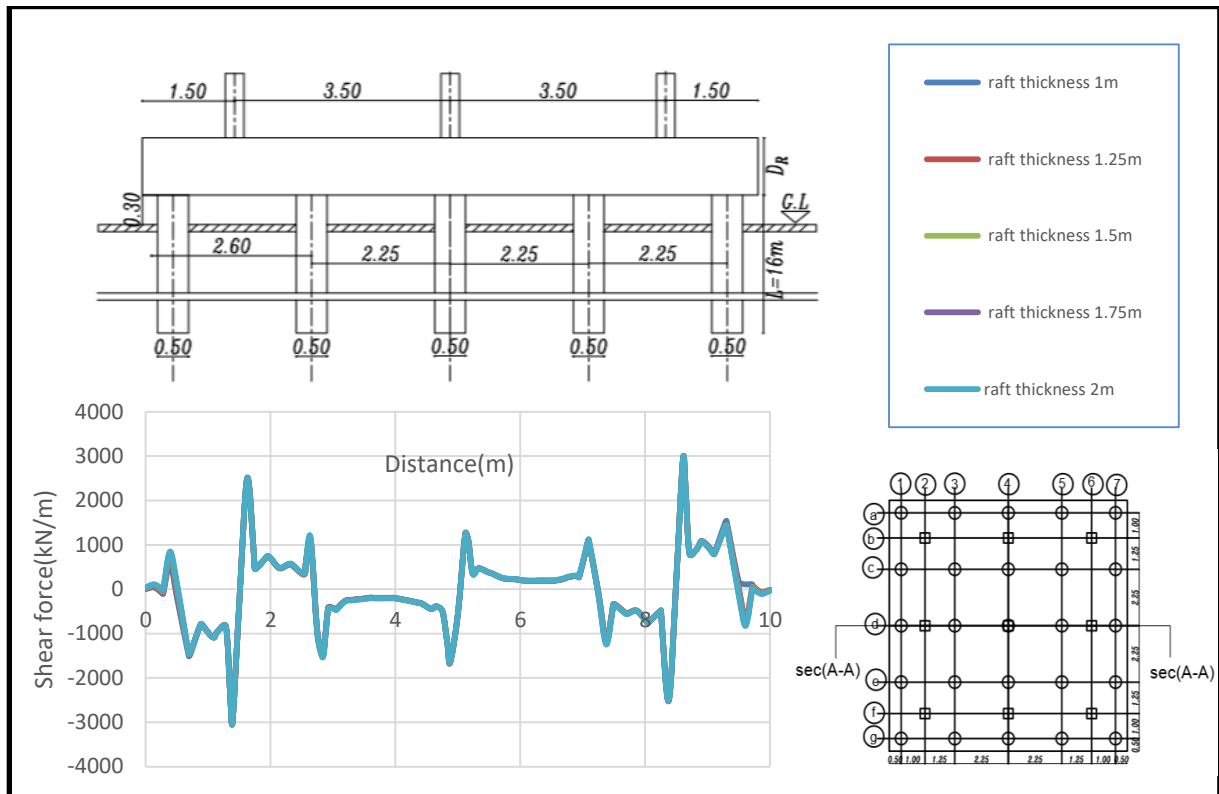 1.50 3.50 3.50 1.50
D_R
0.30
G.L
2.60 2.25 2.25 2.25
L=16m
0.50 0.50 0.50 0.50 0.50
raft thickness 1m
raft thickness 1.25m
raft thickness 1.5m
raft thickness 1.75m
raft thickness 2m
4000
3000
2000
1000
0
-1000
-2000
-3000
-4000
Shear force(kN/m)
Distance(m)
0 2 4 6 8 10
1 2 3 4 5 6 7
a
b
c
d
e
f
g
1.00
1.25
2.25
2.25
1.25
1.00
0.50
sec(A-A) sec(A-A)
0.50 1.00 1.25 2.25 2.25 1.25 1.00 0.50